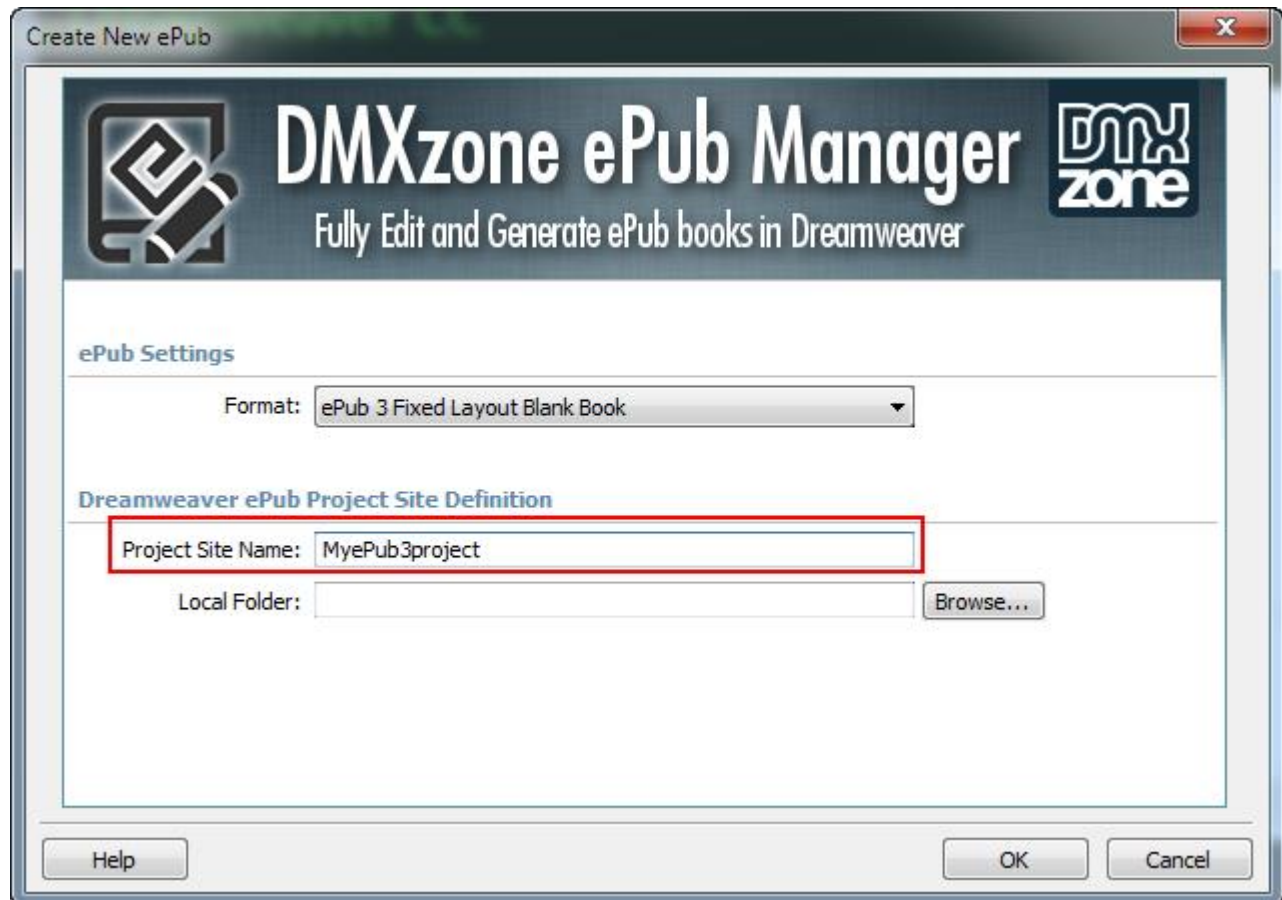 Create New ePub
DMXzone ePub Manager
DMX
zone
Fully Edit and Generate ePub books in Dreamweaver
ePub Settings
Format: ePub 3 Fixed Layout Blank Book
Dreamweaver ePub Project Site Definition
Project Site Name: MyePub3project
Local Folder: Browse...
Help OK Cancel